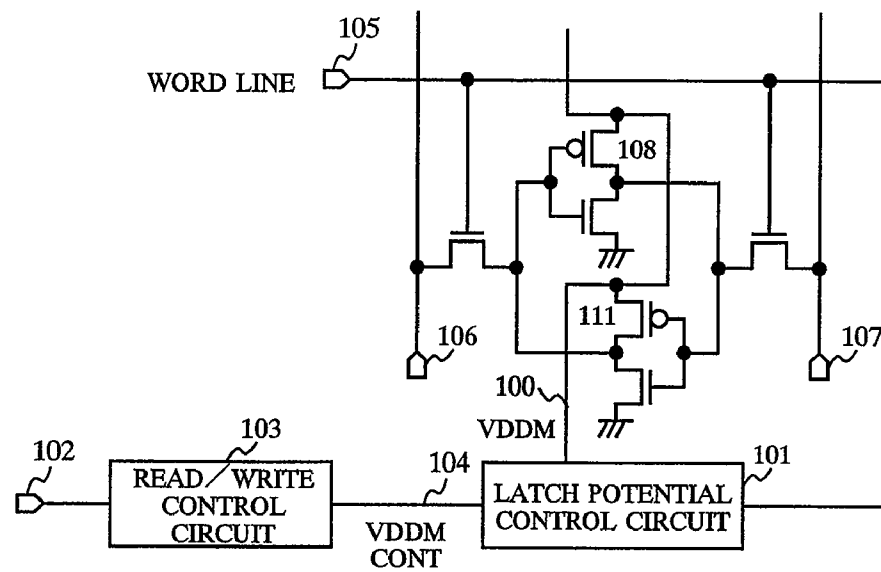 105
WORD LINE
108
111
106
107
100
VDDM
102
103
104
101
READ/WRITE
CONTROL
CIRCUIT
LATCH POTENTIAL
CONTROL CIRCUIT
VDDM
CONT